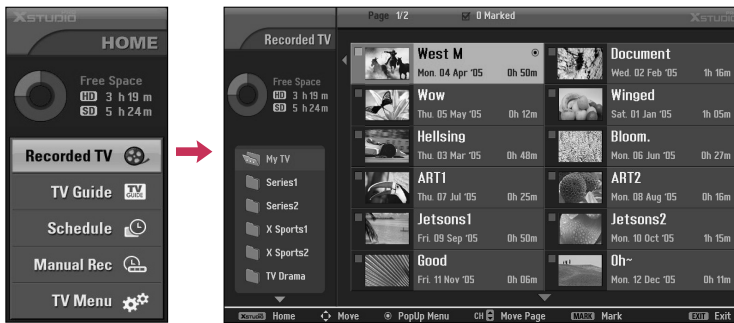 XSTUDIO
HOME
Free Space
HD 3 h 19 m
SD 5 h 24 m
Recorded TV
TV Guide TV GUIDE
Schedule
Manual Rec
TV Menu
Page 1/2 0 Marked XSTUDIO
Recorded TV
Free Space
HD 3 h 19 m
SD 5 h 24 m
My TV
Series1
Series2
X Sports1
X Sports2
TV Drama
West M
Mon. 04 Apr '05 0h 50m
Document
Wed. 02 Feb '05 1h 16m
Wow
Thu. 05 May '05 0h 12m
Winged
Sat. 01 Jan '05 1h 05m
Hellsing
Thu. 03 Mar '05 0h 48m
Bloom.
Mon. 06 Jun '05 0h 27m
ART1
Thu. 07 Jul '05 0h 25m
ART2
Mon. 08 Aug '05 0h 16m
Jetsons1
Fri. 09 Sep '05 0h 50m
Jetsons2
Mon. 10 Oct '05 1h 15m
Good
Fri. 11 Nov '05 0h 06m
Oh~
Mon. 12 Dec '05 0h 11m
XSTUDIO Home Move PopUp Menu CH Move Page MARK Mark EXIT Exit